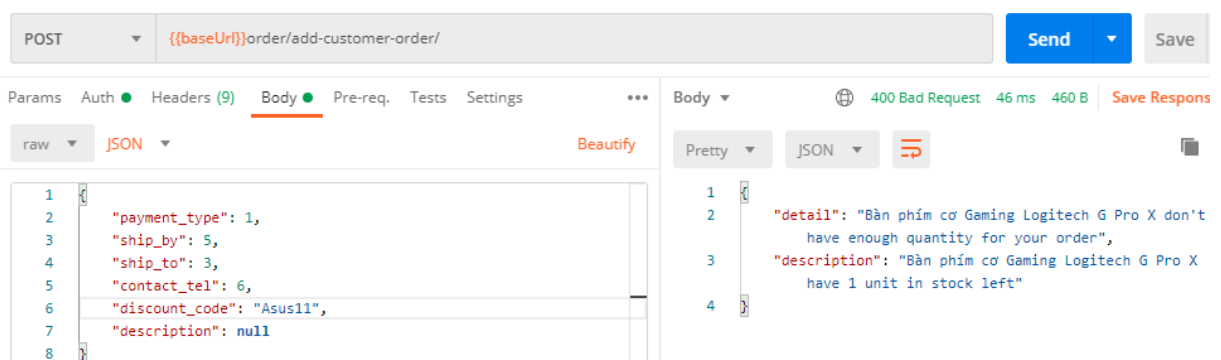 POST {{baseUrl}}order/add-customer-order/ Send Save
Params Auth Headers (9) Body Pre-req. Tests Settings ••• Body 400 Bad Request 46 ms 460 B Save Respons
raw JSON Beautify Pretty JSON
1 {
2 "payment_type": 1,
3 "ship_by": 5,
4 "ship_to": 3,
5 "contact_tel": 6,
6 "discount_code": "Asus11",
7 "description": null
8 }
1 {
2 "detail": "Bàn phím cơ Gaming Logitech G Pro X don't
have enough quantity for your order",
3 "description": "Bàn phím cơ Gaming Logitech G Pro X
have 1 unit in stock left"
4 }